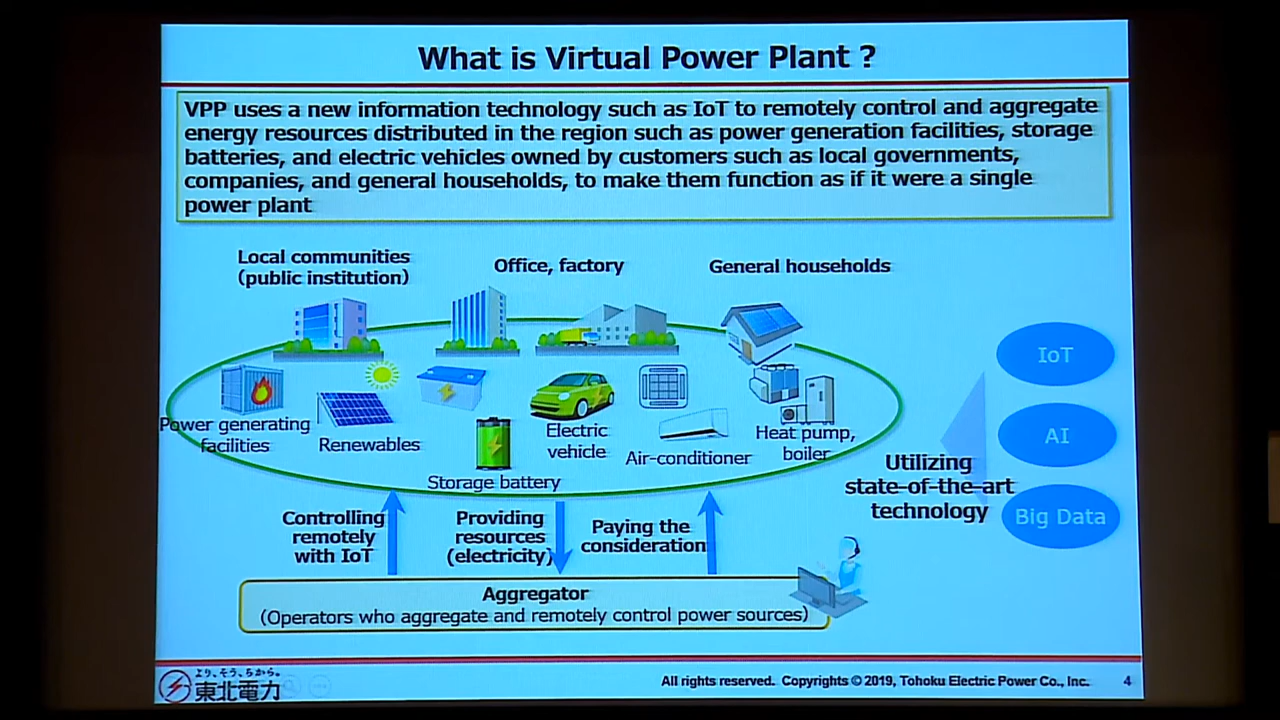 What is Virtual Power Plant ?
VPP uses a new information technology such as IoT to remotely control and aggregate
energy resources distributed in the region such as power generation facilities, storage
batteries, and electric vehicles owned by customers such as local governments,
companies, and general households, to make them function as if it were a single
power plant
Local communities
(public institution)
Office, factory
General households
Power generating
facilities
Renewables
Storage battery
Electric
vehicle
Air-conditioner
Heat pump,
boiler
IoT
AI
Big Data
Utilizing
state-of-the-art
technology
Controlling
remotely
with IoT
Providing
resources
(electricity)
Paying the
consideration
Aggregator
(Operators who aggregate and remotely control power sources)
より、そう、ちから。
東北電力
All rights reserved. Copyrights © 2019, Tohoku Electric Power Co., Inc.
4